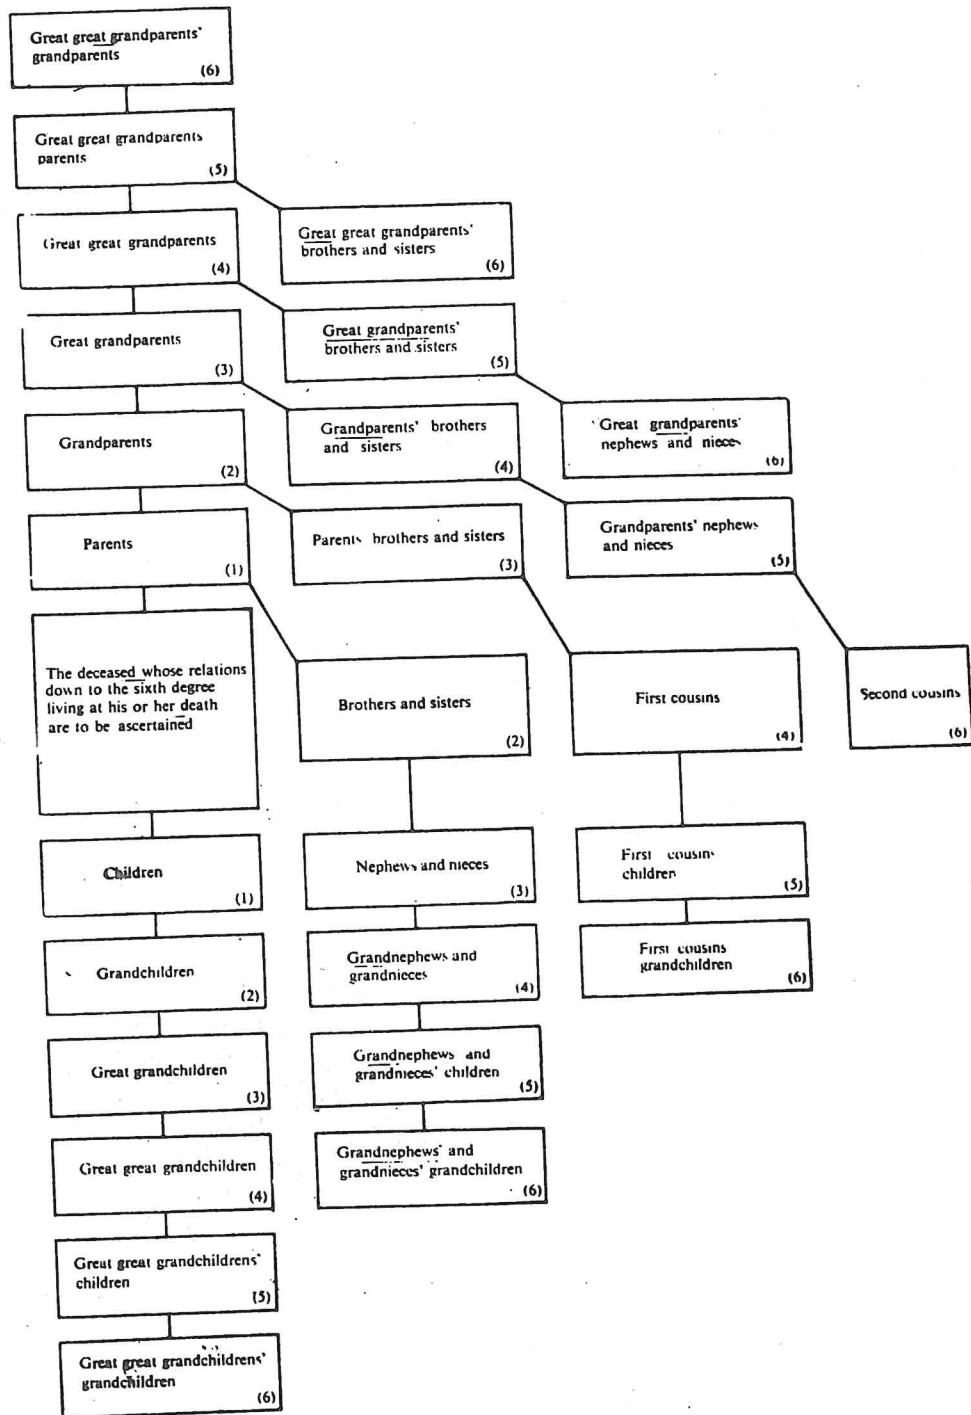 Great great grandparents'
grandparents
(6)
Great great grandparents
parents
(5)
Great great grandparents
(4)
Great great grandparents'
brothers and sisters
(6)
Great grandparents
(3)
Great grandparents'
brothers and sisters
(5)
Grandparents
(2)
Grandparents' brothers
and sisters
(4)
Great grandparents'
nephews and nieces
(6)
Parents
(1)
Parents brothers and sisters
(3)
Grandparents' nephews
and nieces
(5)
The deceased whose relations
down to the sixth degree
living at his or her death
are to be ascertained
Brothers and sisters
(2)
First cousins
(4)
Second cousins
(6)
Children
(1)
Nephews and nieces
(3)
First cousins
children
(5)
Grandchildren
(2)
Grandnephews and
grandnieces
(4)
First cousins
grandchildren
(6)
Great grandchildren
(3)
Grandnephews and
grandnieces' children
(5)
Great great grandchildren
(4)
Grandnephews' and
grandnieces' grandchildren
(6)
Great great grandchildrens'
children
(5)
Great great grandchildrens'
grandchildren
(6)